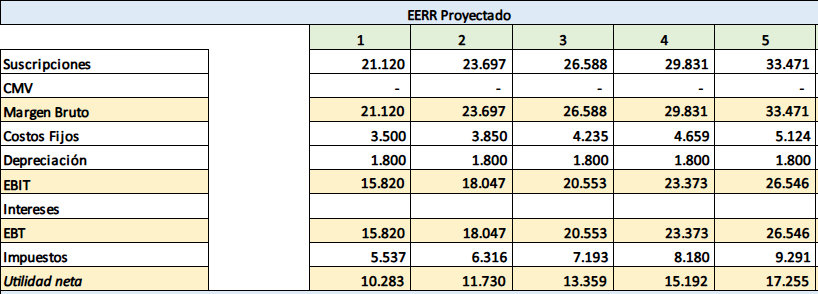 EERR Proyectado
1 2 3 4 5
Suscripciones 21.120 23.697 26.588 29.831 33.471
CMV - - - - -
Margen Bruto 21.120 23.697 26.588 29.831 33.471
Costos Fijos 3.500 3.850 4.235 4.659 5.124
Depreciación 1.800 1.800 1.800 1.800 1.800
EBIT 15.820 18.047 20.553 23.373 26.546
Intereses
EBT 15.820 18.047 20.553 23.373 26.546
Impuestos 5.537 6.316 7.193 8.180 9.291
Utilidad neta 10.283 11.730 13.359 15.192 17.255